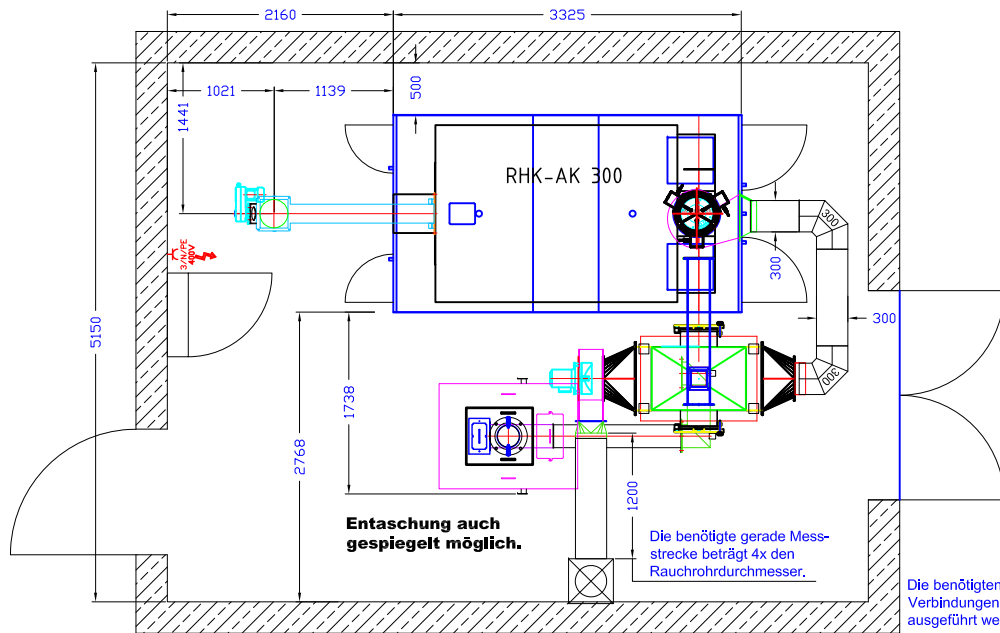 2160
3325
1021
1139
500
1441
RHK-AK 300
300
300
3/N/PE
400V
300
300
5150
1738
2768
1200
Entaschung auch
gespiegelt möglich.
Die benötigte gerade Mess-
strecke beträgt 4x den
Rauchrohrdurchmesser.
Die benötigten
Verbindungen
ausgeführt we